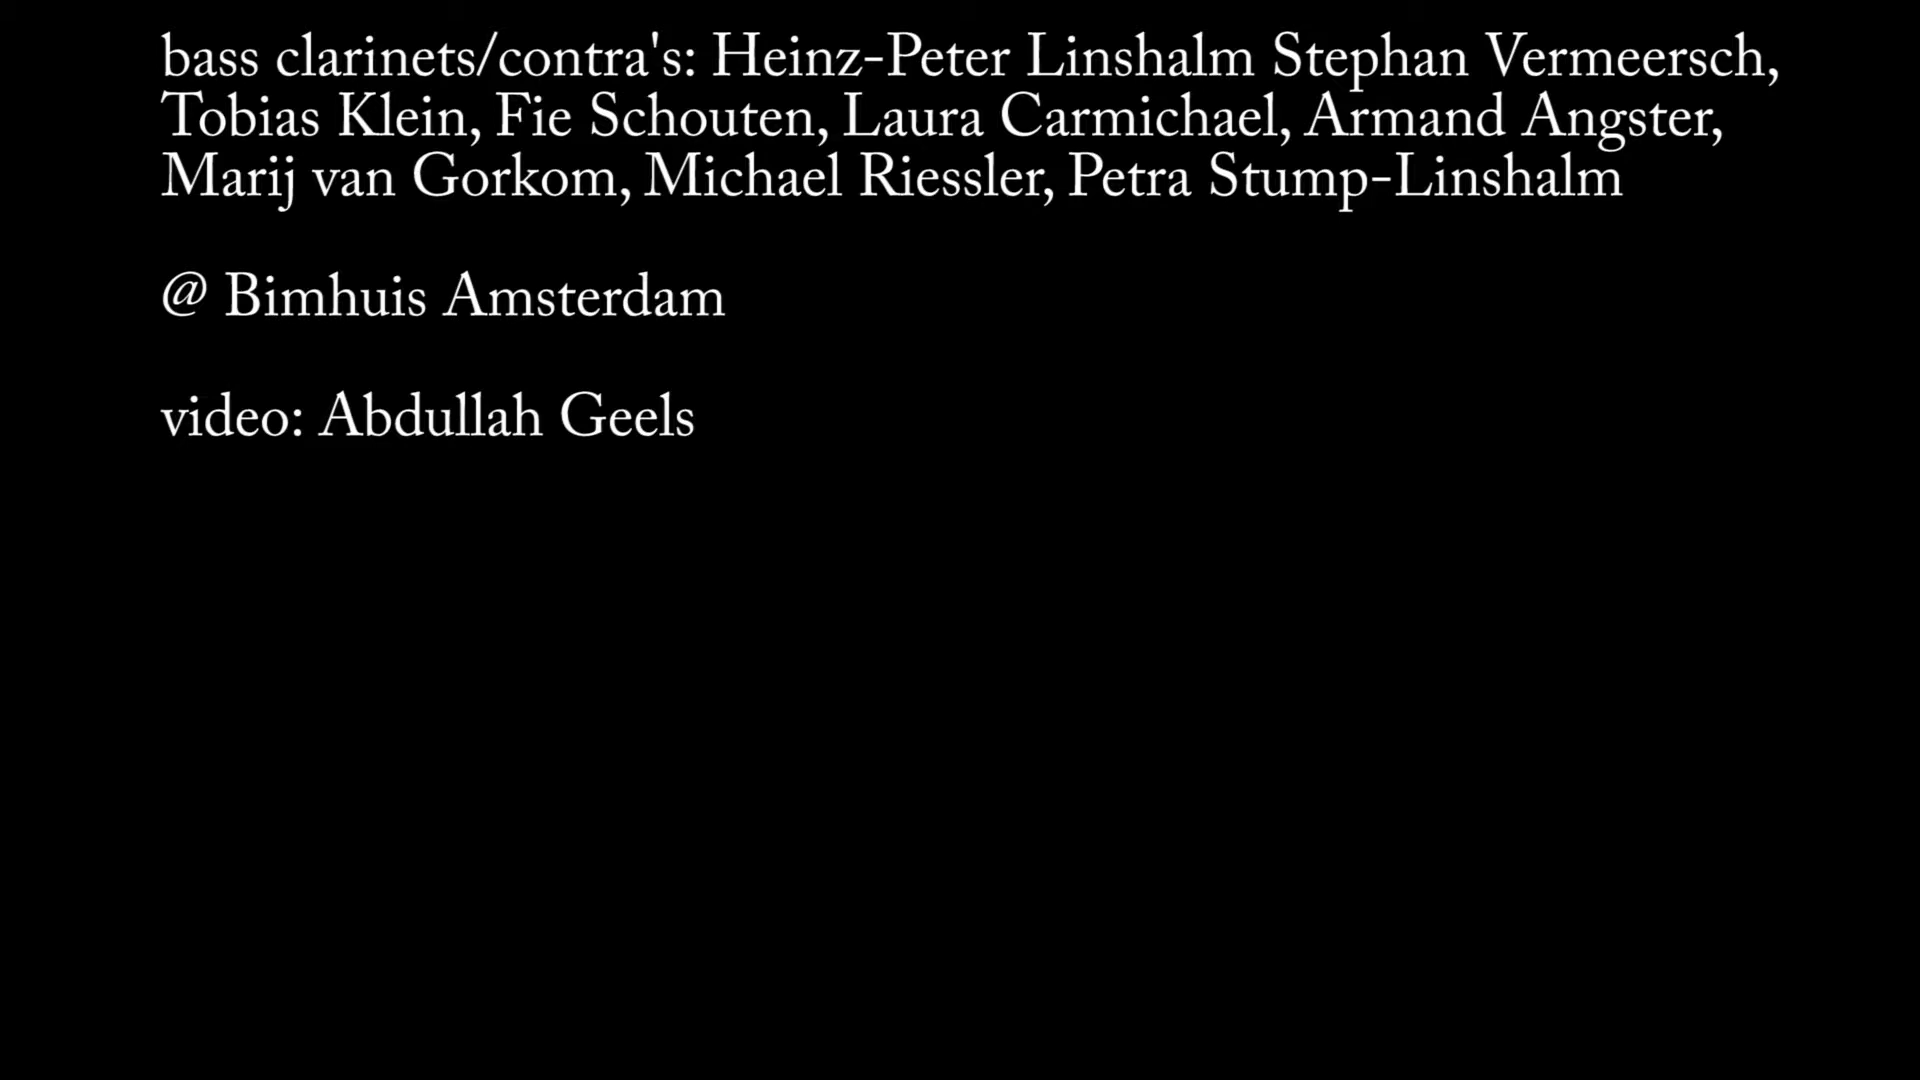 bass clarinets/contra's: Heinz-Peter Linshalm Stephan Vermeersch,
Tobias Klein, Fie Schouten, Laura Carmichael, Armand Angster,
Marij van Gorkom, Michael Riessler, Petra Stump-Linshalm
@ Bimhuis Amsterdam
video: Abdullah Geels